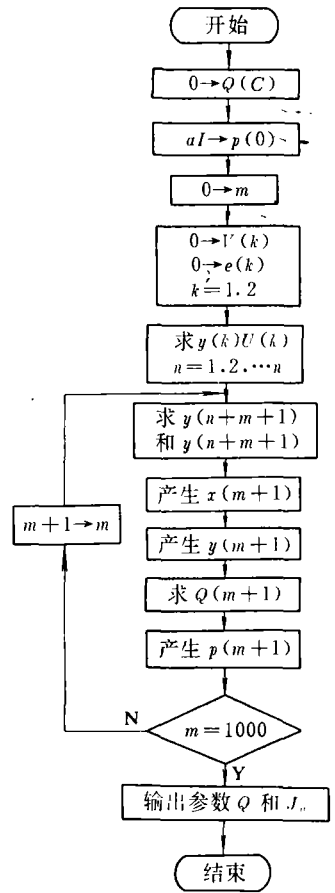 开始
0→Q(C)
aI→p(0)
0→m
0→V(k)
0→e(k)
k=1.2
求y(k)U(k)
n=1.2.…n
求y(n+m+1)
和y(n+m+1)
产生x(m+1)
m+1→m
产生y(m+1)
求Q(m+1)
产生p(m+1)
N
m=1000
Y
输出参数Q和Jn
结束